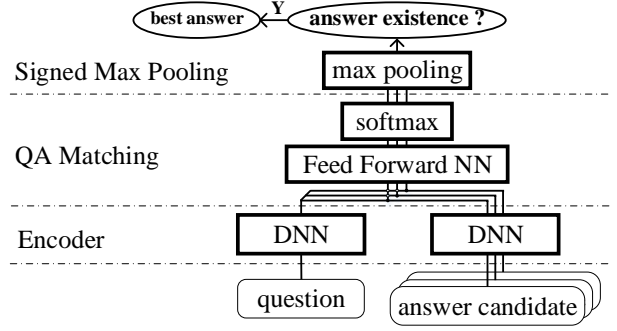 best answer
Y
answer existence ?
Signed Max Pooling
max pooling
softmax
QA Matching
Feed Forward NN
Encoder
DNN
DNN
question
answer candidate